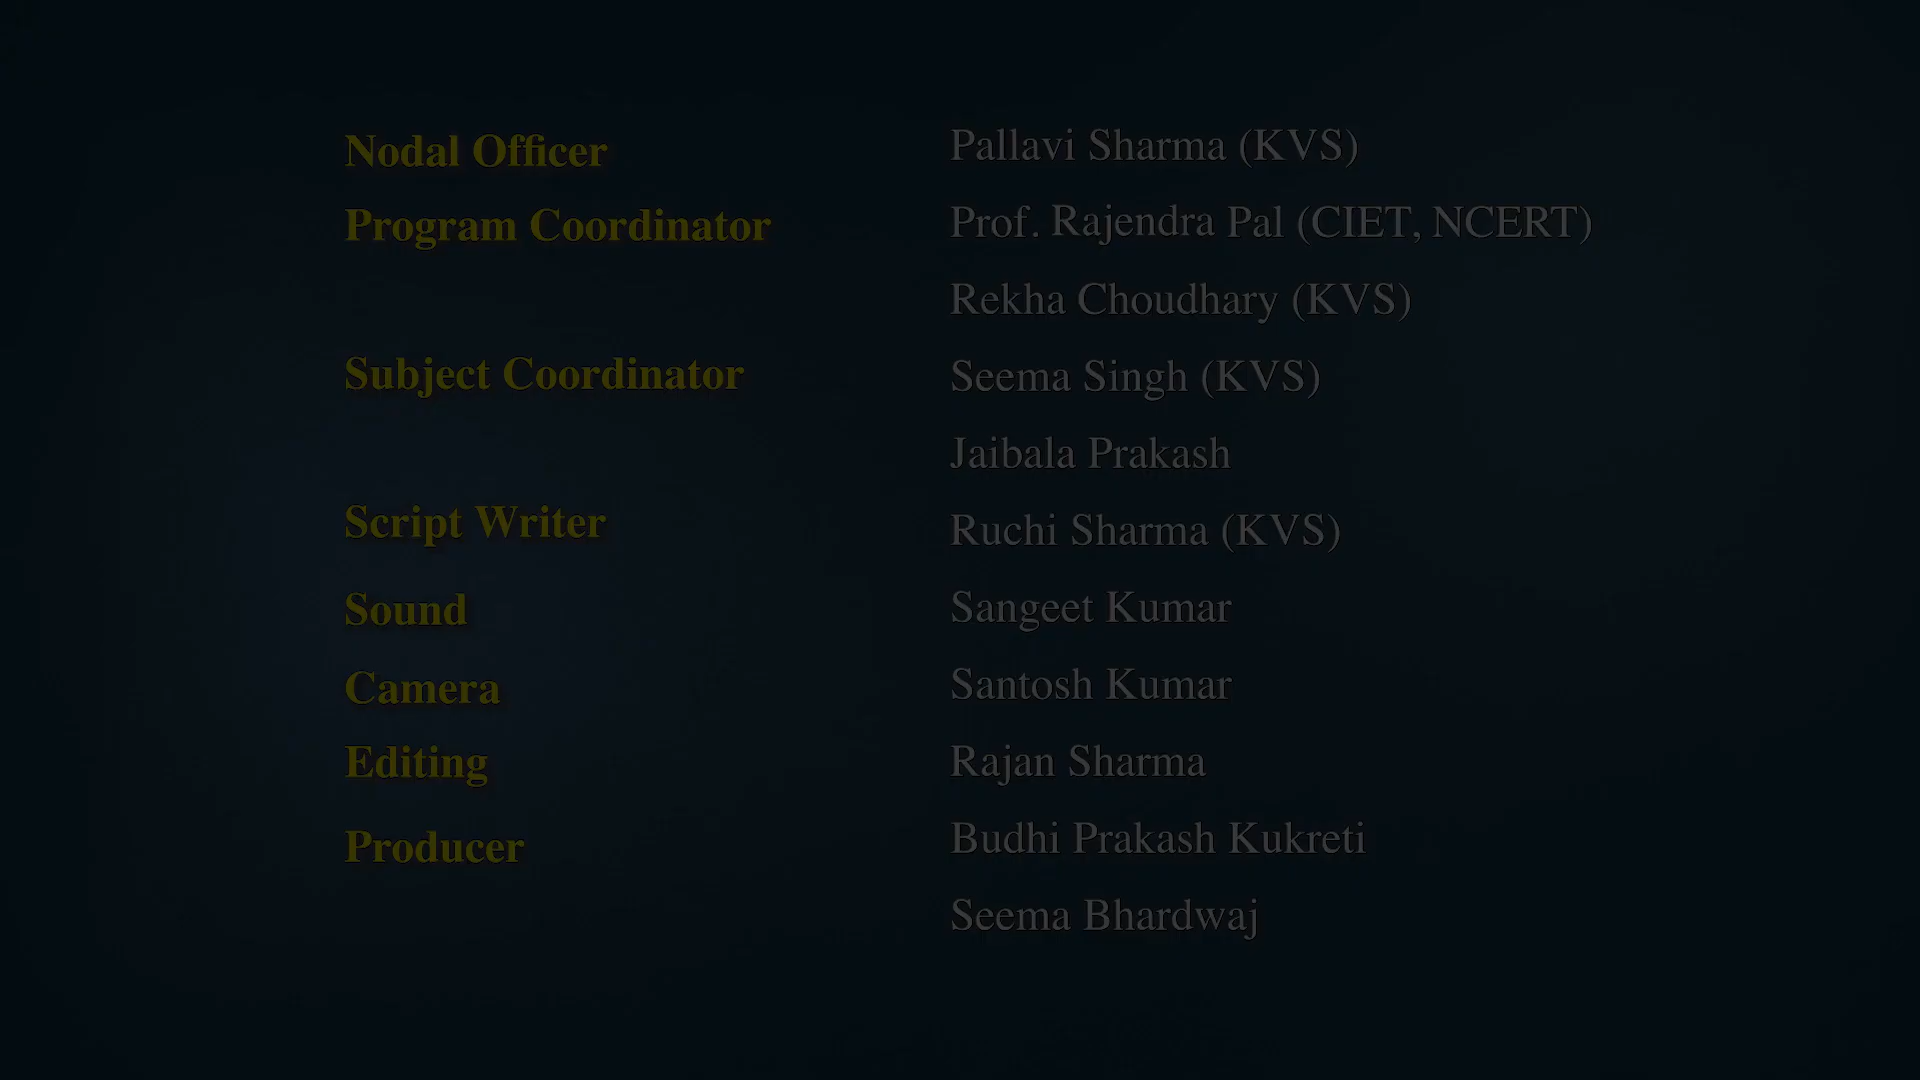 Nodal Officer Pallavi Sharma (KVS)
Program Coordinator Prof. Rajendra Pal (CIET, NCERT)
Rekha Choudhary (KVS)
Subject Coordinator Seema Singh (KVS)
Jaibala Prakash
Script Writer Ruchi Sharma (KVS)
Sound Sangeet Kumar
Camera Santosh Kumar
Editing Rajan Sharma
Producer Budhi Prakash Kukreti
Seema Bhardwaj